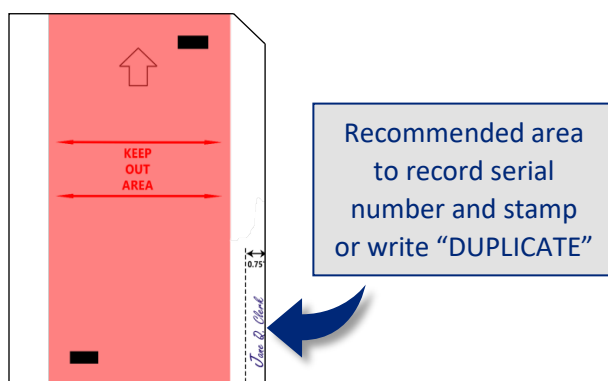 KEEP
OUT
AREA
Recommended area
to record serial
number and stamp
or write “DUPLICATE”
0.75"
Jane Q. Clerk